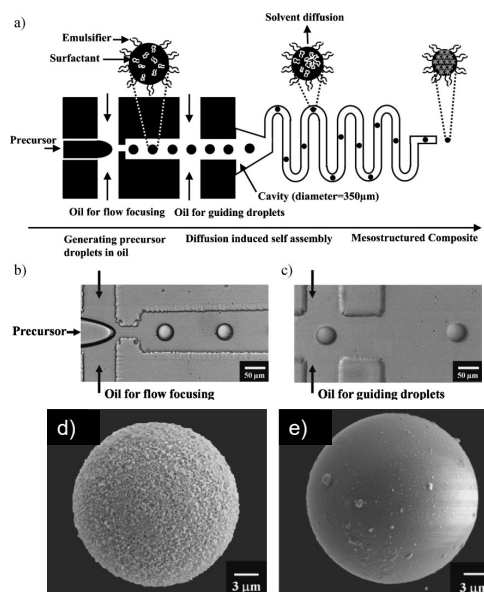 a)
Emulsifier
Surfactant
Solvent diffusion
Precursor
Cavity (diameter=350μm)
Oil for flow focusing
Oil for guiding droplets
Generating precursor
droplets in oil
Diffusion induced self assembly
Mesostructured Composite
b)
Precursor
50 μm
Oil for flow focusing
c)
50 μm
Oil for guiding droplets
d)
3 μm
e)
3 μm